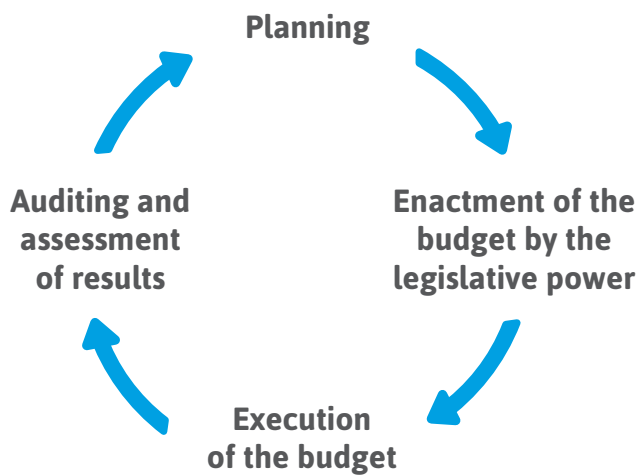 Planning
Enactment of the
budget by the
legislative power
Execution
of the budget
Auditing and
assessment
of results